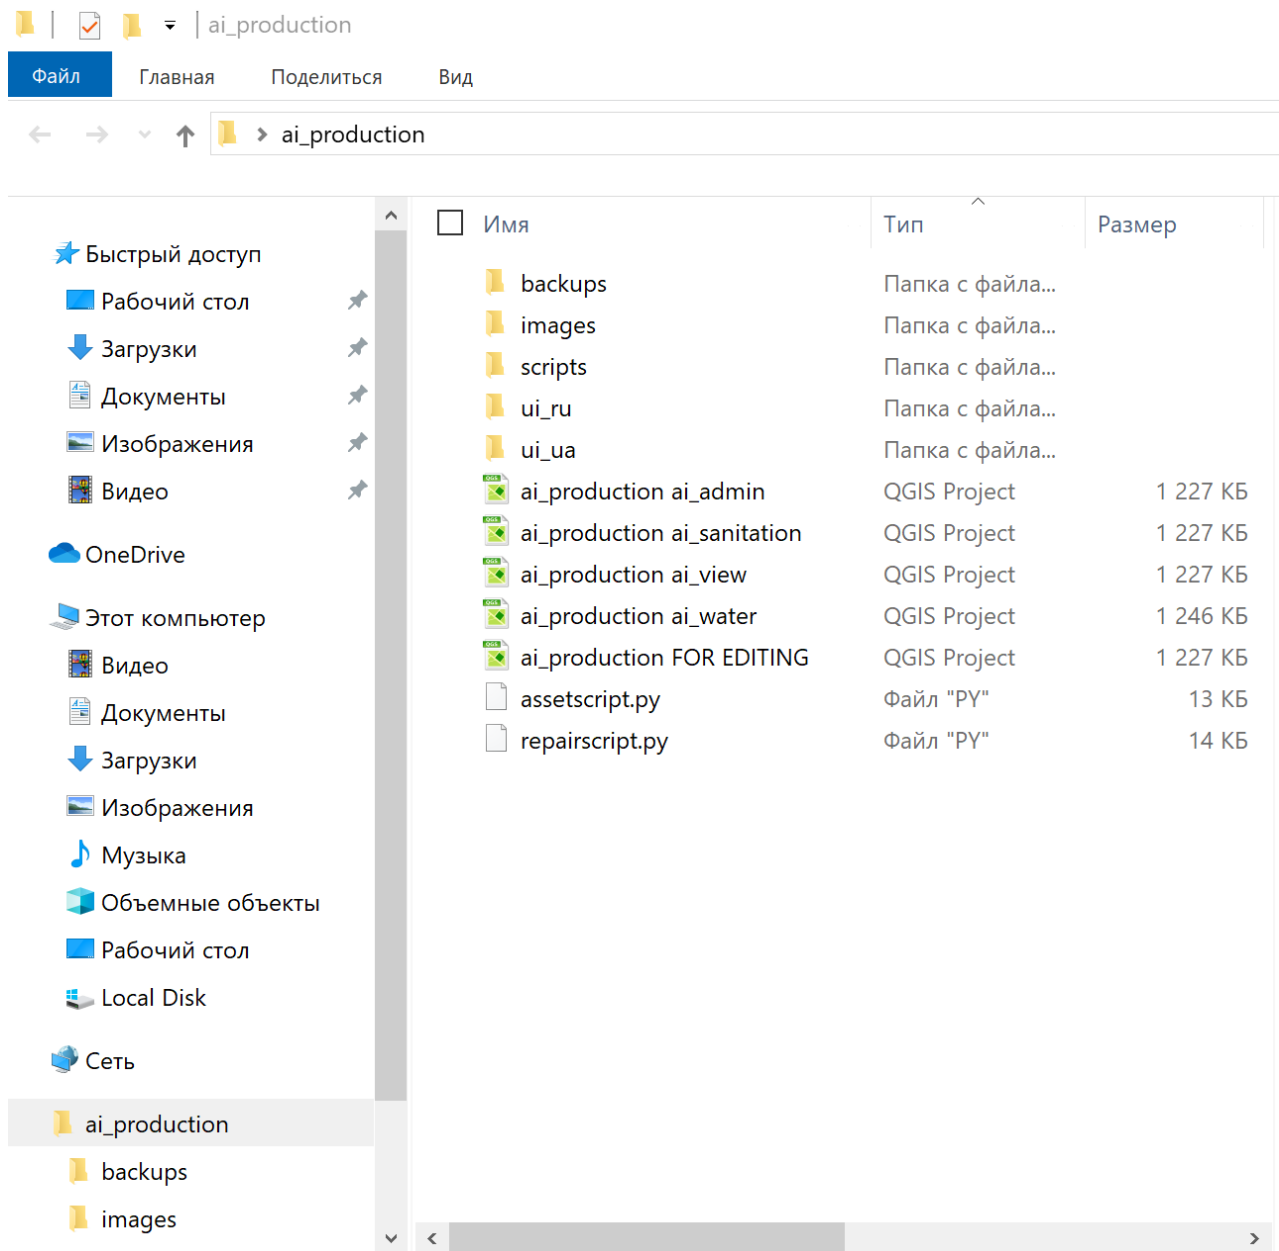 ai_production
Файл Главная Поделиться Вид
ai_production
Имя Тип Размер
Быстрый доступ
Рабочий стол
Загрузки
Документы
Изображения
Видео
OneDrive
Этот компьютер
Видео
Документы
Загрузки
Изображения
Музыка
Объемные объекты
Рабочий стол
Local Disk
Сеть
ai_production
backups
images
backups Папка с файла...
images Папка с файла...
scripts Папка с файла...
ui_ru Папка с файла...
ui_ua Папка с файла...
ai_production ai_admin QGIS Project 1 227 КБ
ai_production ai_sanitation QGIS Project 1 227 КБ
ai_production ai_view QGIS Project 1 227 КБ
ai_production ai_water QGIS Project 1 246 КБ
ai_production FOR EDITING QGIS Project 1 227 КБ
assetscript.py Файл "PY" 13 КБ
repairscript.py Файл "PY" 14 КБ